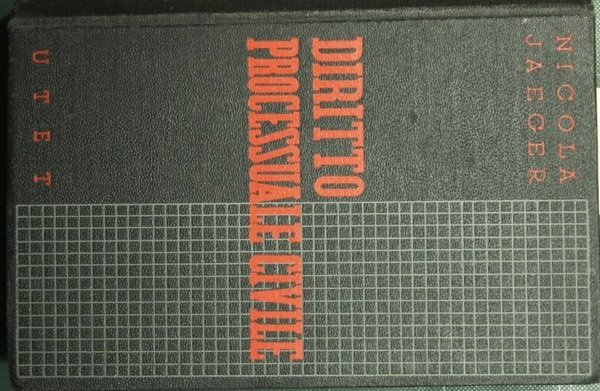 NICOLA
JAEGER
DIRITTO
PROCESSUALE CIVILE
UTET